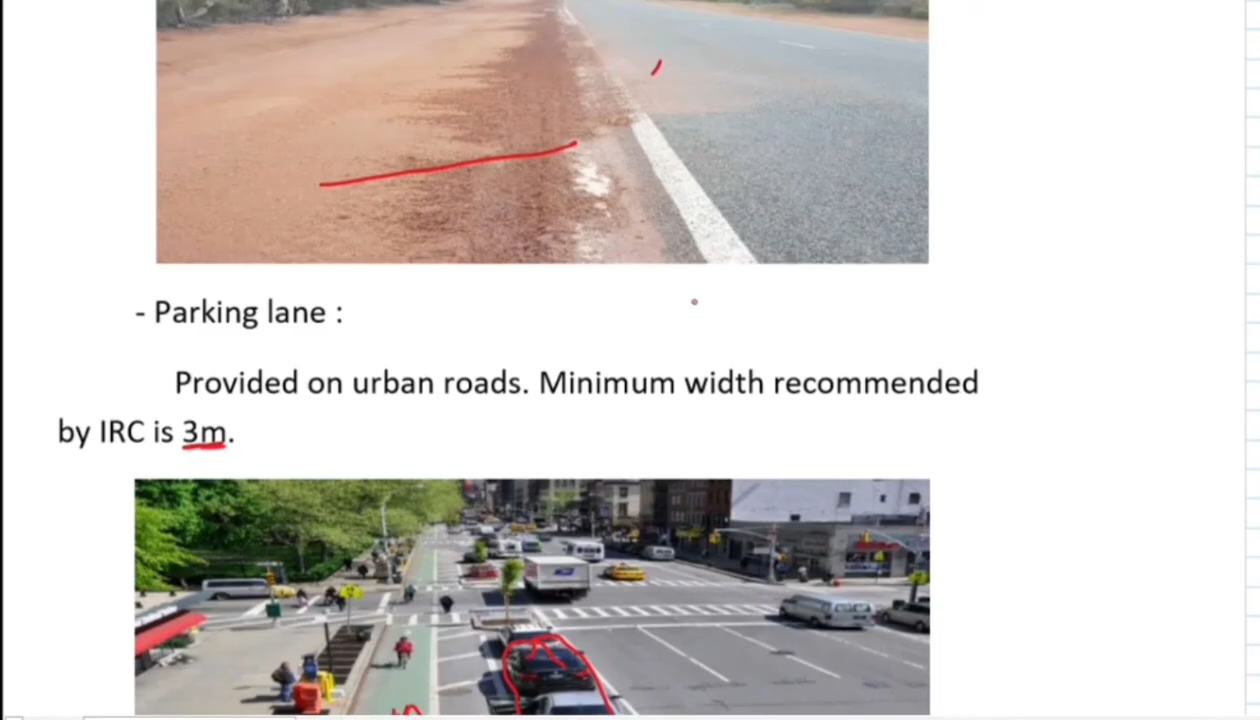 - Parking lane :
Provided on urban roads. Minimum width recommended
by IRC is 3m.